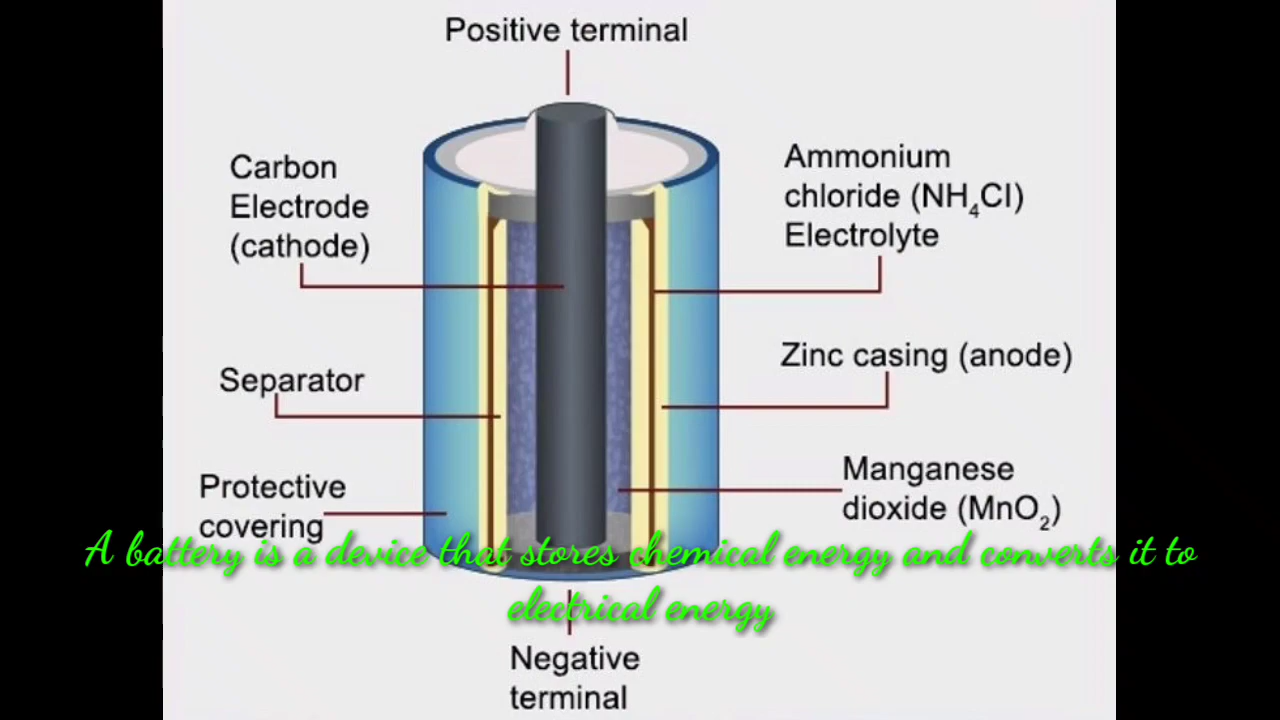 Positive terminal
Carbon
Electrode
(cathode)
Ammonium
chloride (NH₄Cl)
Electrolyte
Separator
Zinc casing (anode)
Protective
covering
Manganese
dioxide (MnO₂)
A battery is a device that stores chemical energy and converts it to
electrical energy
Negative
terminal